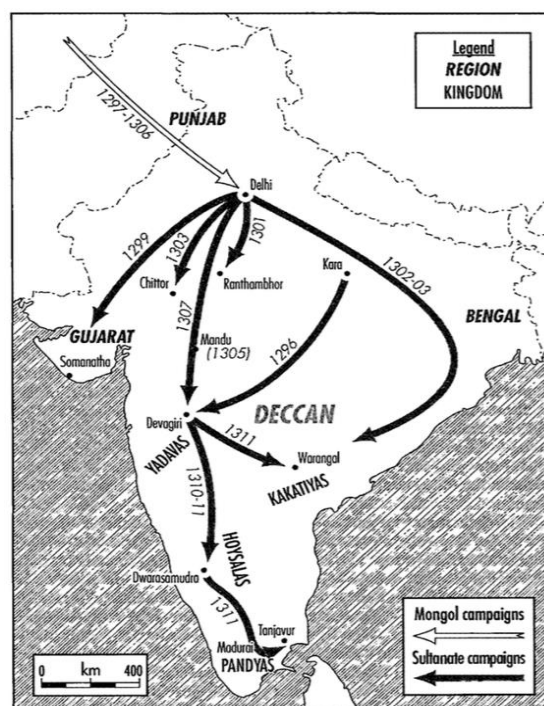 Legend
REGION
KINGDOM
1297-1306
PUNJAB
Delhi
1299
1303
1301
1302-03
Kara
Chittor
Ranthambhor
1307
BENGAL
GUJARAT
Mandu
(1305)
1296
Somanatha
DECCAN
Devagiri
1311
YADAVAS
Warangal
KAKATIYAS
1310-11
HOYSALAS
Dwarasamudra
1311
Tanjavur
Madurai
PANDYAS
Mongol campaigns
Sultanate campaigns
0 km 400